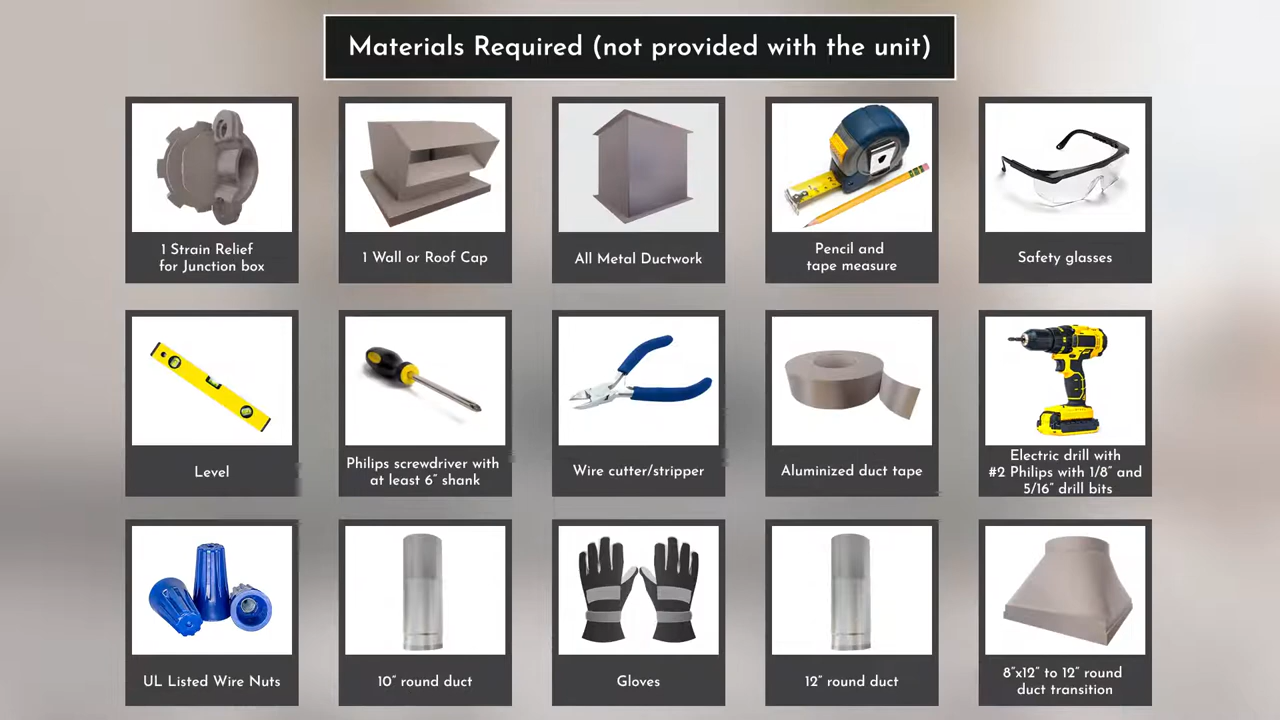 Materials Required (not provided with the unit)
1 Strain Relief
for Junction box
1 Wall or Roof Cap
All Metal Ductwork
Pencil and
tape measure
Safety glasses
Level
Philips screwdriver with
at least 6” shank
Wire cutter/stripper
Aluminized duct tape
Electric drill with
#2 Philips with 1/8” and
5/16” drill bits
UL Listed Wire Nuts
10” round duct
Gloves
12” round duct
8”x12” to 12” round
duct transition